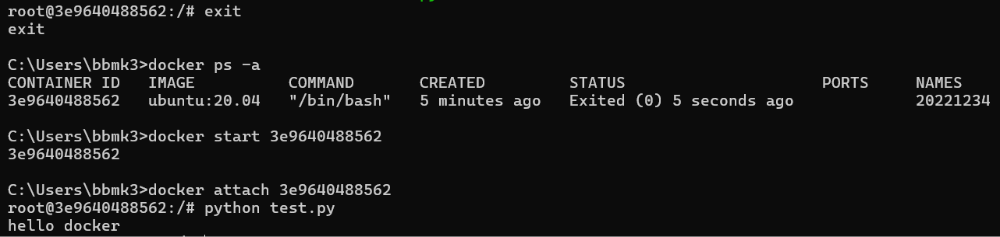 root@3e9640488562:/# exit
exit
C:\Users\bbmk3>docker ps -a
CONTAINER ID   IMAGE          COMMAND       CREATED         STATUS                     PORTS     NAMES
3e9640488562   ubuntu:20.04   "/bin/bash"   5 minutes ago   Exited (0) 5 seconds ago             20221234
C:\Users\bbmk3>docker start 3e9640488562
3e9640488562
C:\Users\bbmk3>docker attach 3e9640488562
root@3e9640488562:/# python test.py
hello docker